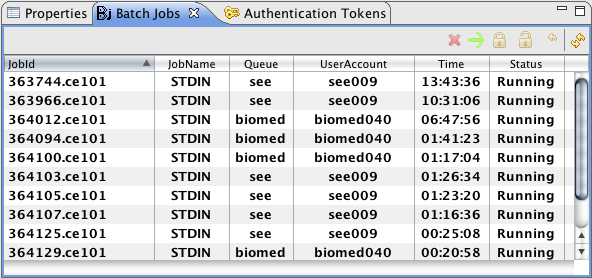 Properties Batch Jobs Authentication Tokens
JobId JobName Queue UserAccount Time Status
363744.ce101 STDIN see see009 13:43:36 Running
363966.ce101 STDIN see see009 10:31:06 Running
364012.ce101 STDIN biomed biomed040 06:47:56 Running
364094.ce101 STDIN biomed biomed040 01:41:23 Running
364100.ce101 STDIN biomed biomed040 01:17:04 Running
364103.ce101 STDIN see see009 01:26:34 Running
364105.ce101 STDIN see see009 01:23:20 Running
364107.ce101 STDIN see see009 01:16:36 Running
364125.ce101 STDIN see see009 00:25:08 Running
364129.ce101 STDIN biomed biomed040 00:20:58 Running